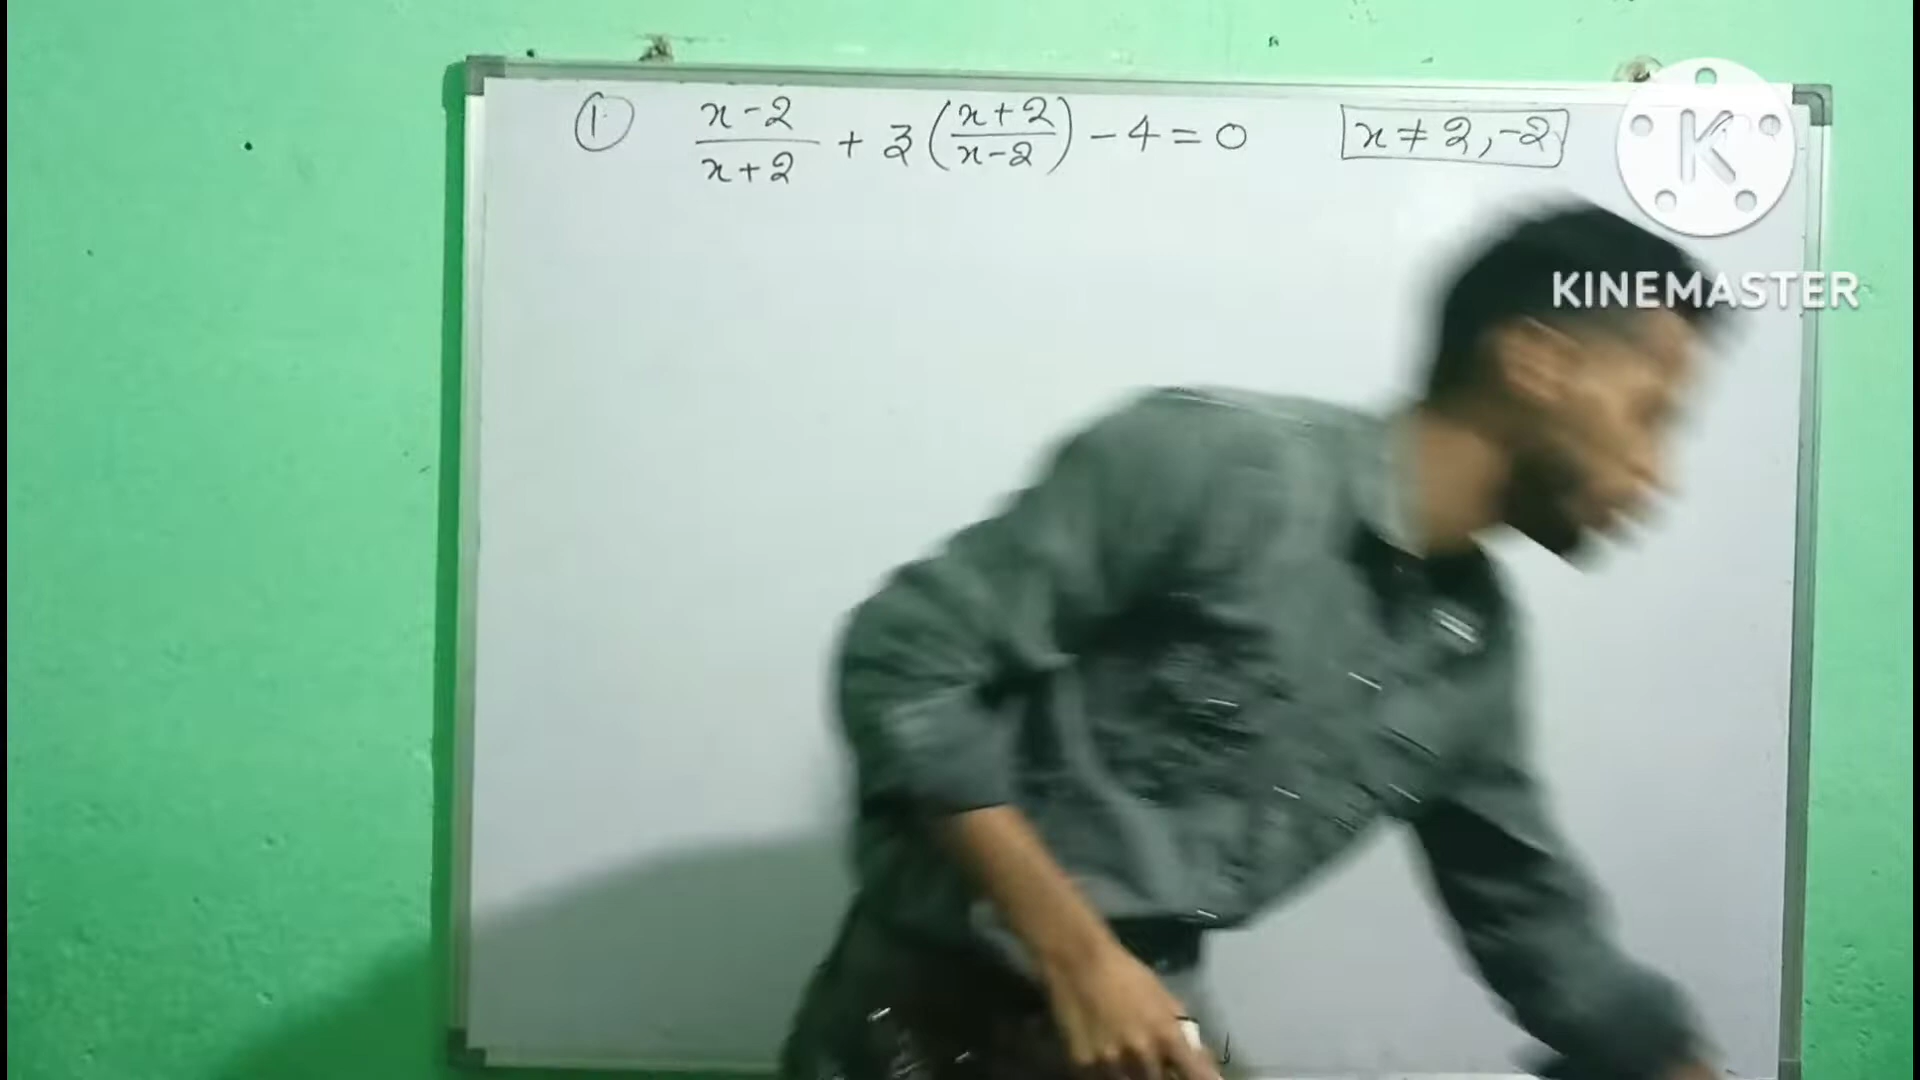 ① x-2/x+2 + 3(x+2/x-2) - 4 = 0 x ≠ 2, -2
K
KINEMASTER